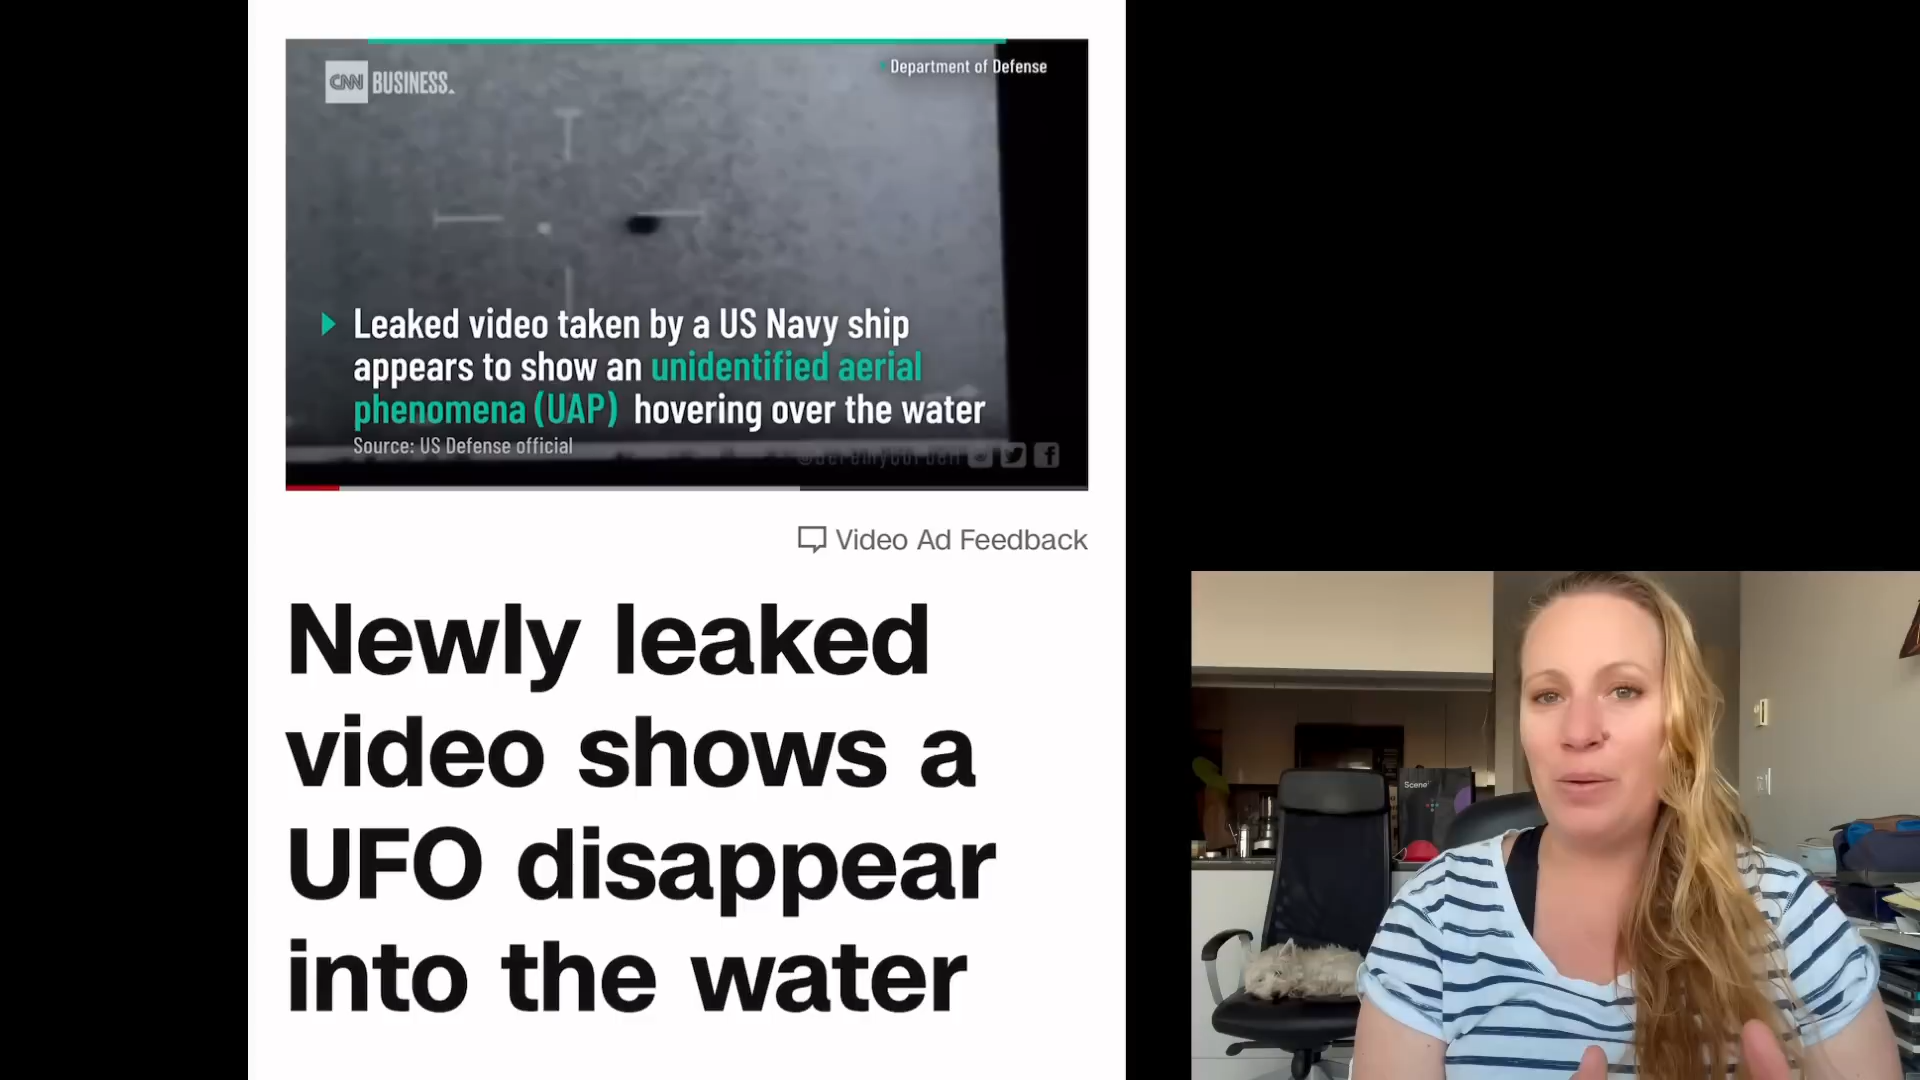 CNN BUSINESS.
Department of Defense
Leaked video taken by a US Navy ship
appears to show an unidentified aerial
phenomena (UAP) hovering over the water
Source: US Defense official
Video Ad Feedback
Newly leaked
video shows a
UFO disappear
into the water
Scene